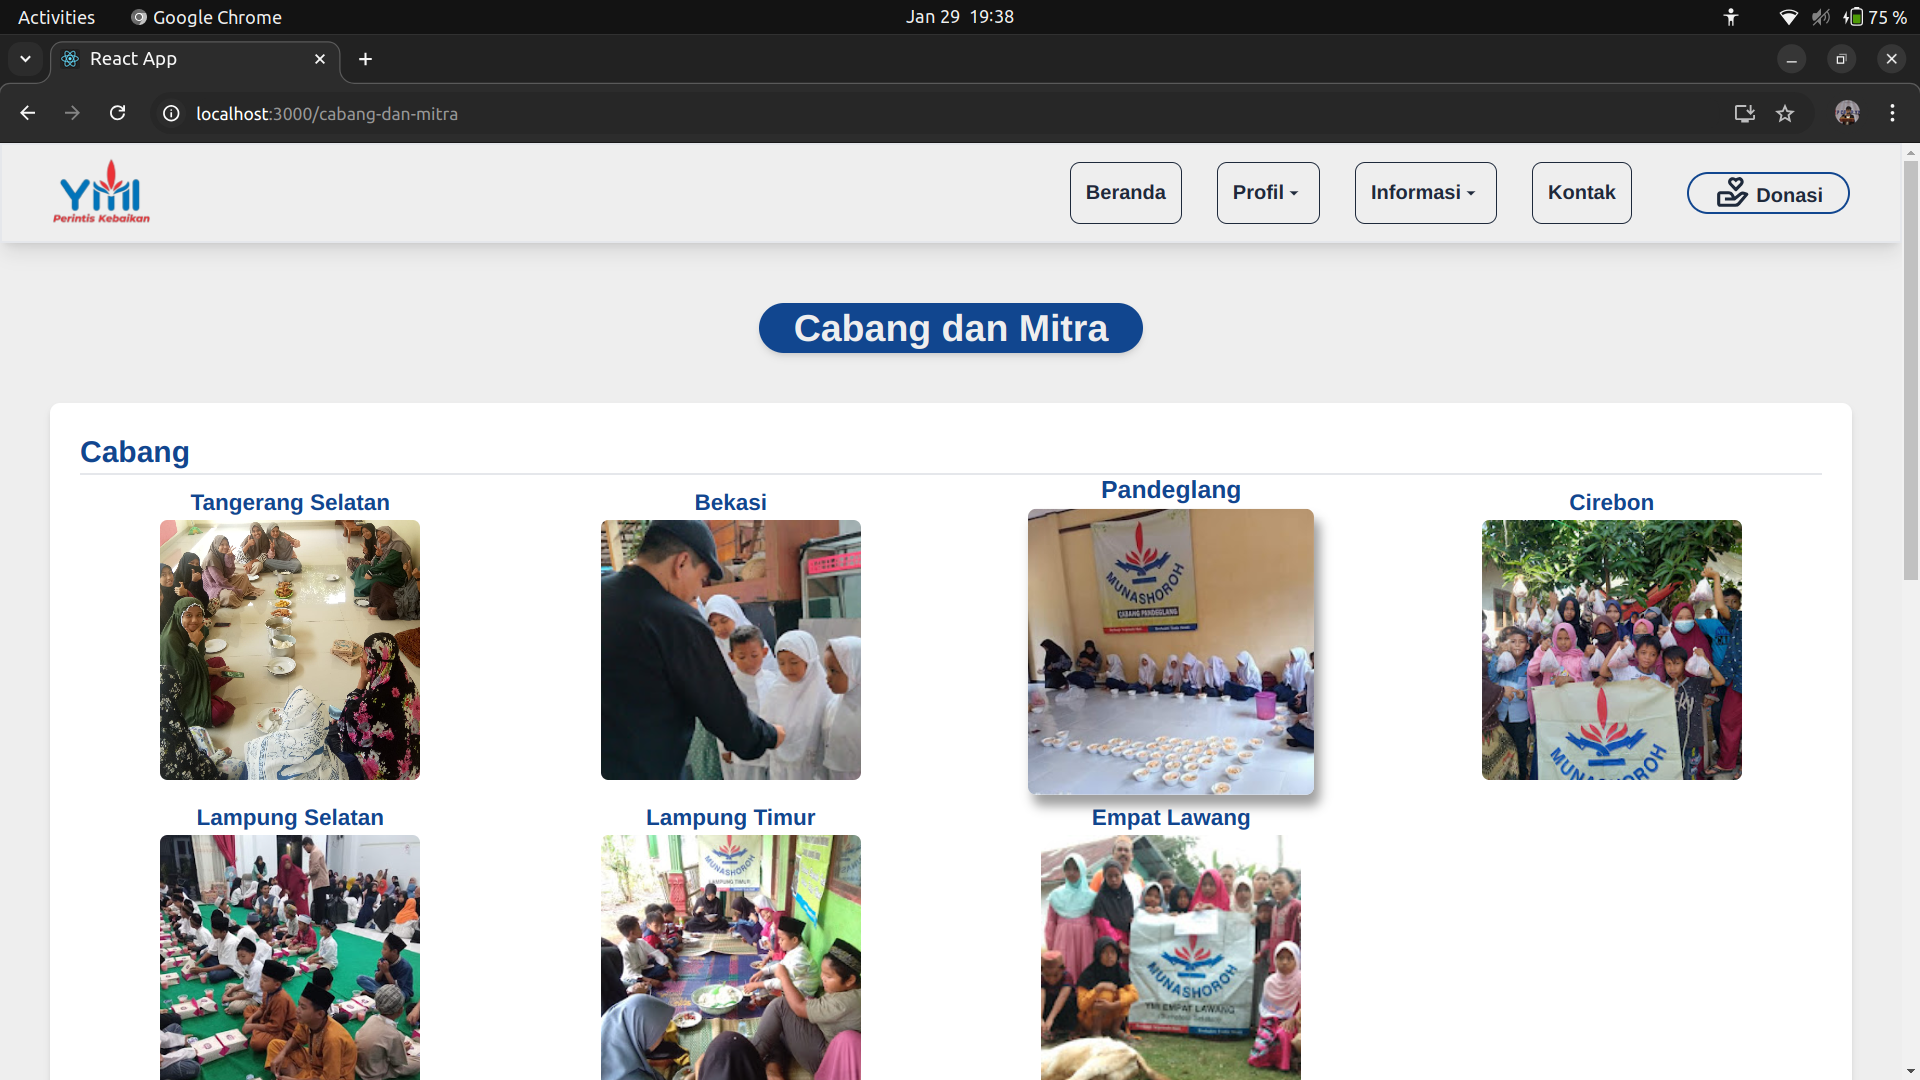 Activities
Google Chrome
Jan 29 19:38
75 %
React App
localhost:3000/cabang-dan-mitra
YMI
Perintis Kebaikan
Beranda
Profil
Informasi
Kontak
Donasi
Cabang dan Mitra
Cabang
Tangerang Selatan
Bekasi
Pandeglang
Cirebon
MUNASHOROH
CABANG PANDEGLANG
MUNASHOROH
Lampung Selatan
Lampung Timur
Empat Lawang
MUNASHOROH
LAMPUNG TIMUR
MUNASHOROH
YMI EMPAT LAWANG